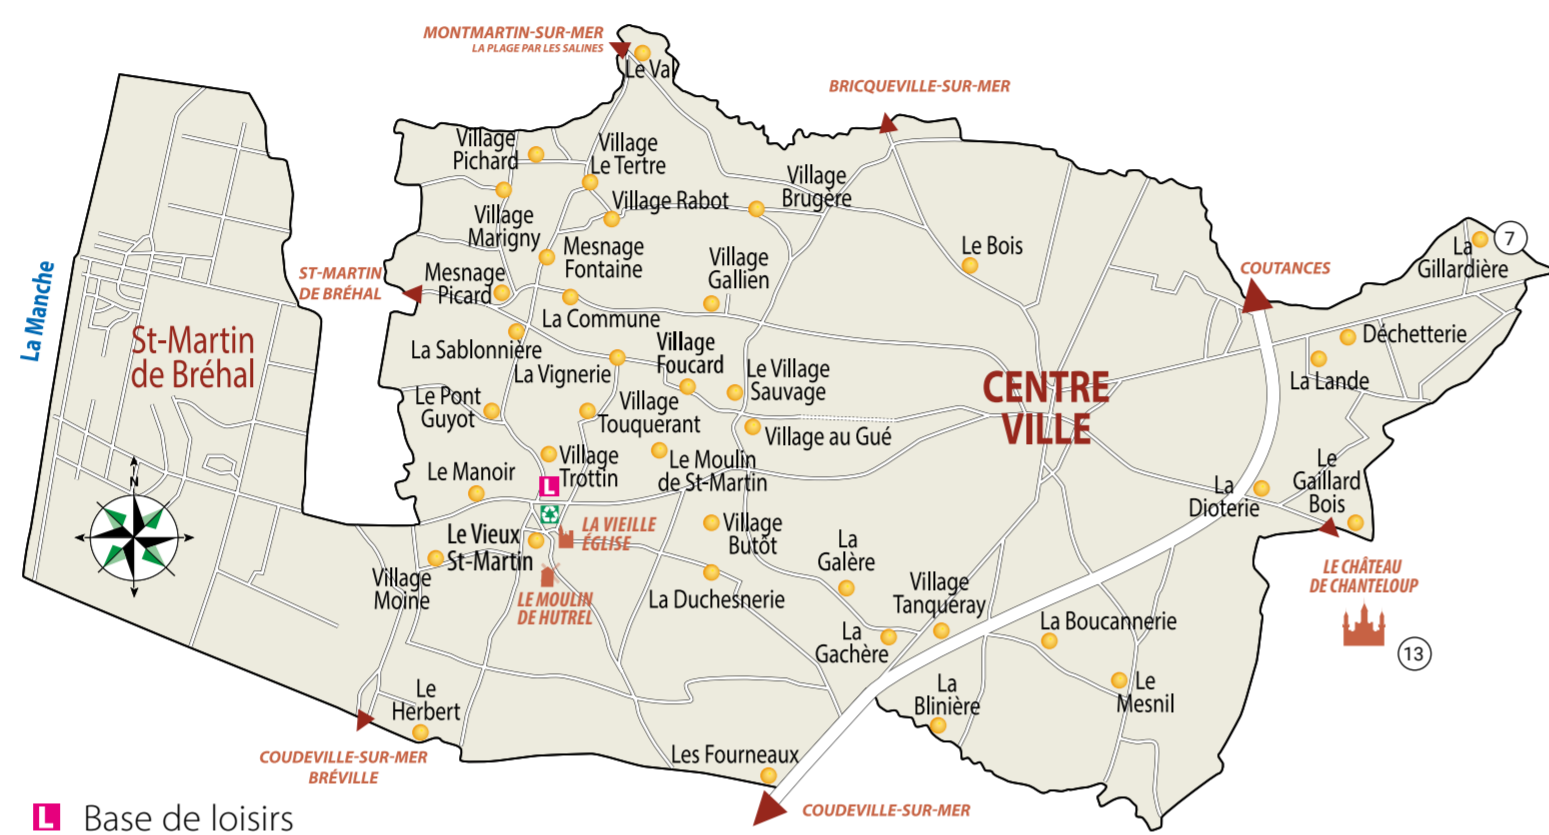 MONTMARTIN-SUR-MER
LA PLAGE PAR LES SALINES
Le Val
BRICQUEVILLE-SUR-MER
Village
Pichard
Village
Le Tertre
Village
Brugère
Village Rabot
Village
Marigny
Mesnage
Fontaine
Village
Gallien
Le Bois
La
Gillardière
7
COUTANCES
La Manche
ST-MARTIN
DE BRÉHAL
Mesnage
Picard
La Commune
St-Martin
de Bréhal
La Sablonnière
La Vignerie
Village
Foucard
Le Village
Sauvage
Déchetterie
La Lande
CENTRE
VILLE
Le Pont
Guyot
Village
Touquerant
Village au Gué
Le Manoir
Village
Trottin
Le Moulin
de St-Martin
Le
Gaillard
Bois
La
Dioterie
N
L
Le Vieux
St-Martin
LA VIEILLE
ÉGLISE
Village
Butôt
La
Galère
Village
Moine
LE MOULIN
DE HUTREL
La Duchesnerie
Village
Tanqueray
La Boucannerie
LE CHÂTEAU
DE CHANTELOUP
13
La
Gachère
Le
Herbert
La
Blinière
Le
Mesnil
Les Fourneaux
COUDEVILLE-SUR-MER
BRÉVILLE
COUDEVILLE-SUR-MER
L Base de loisirs